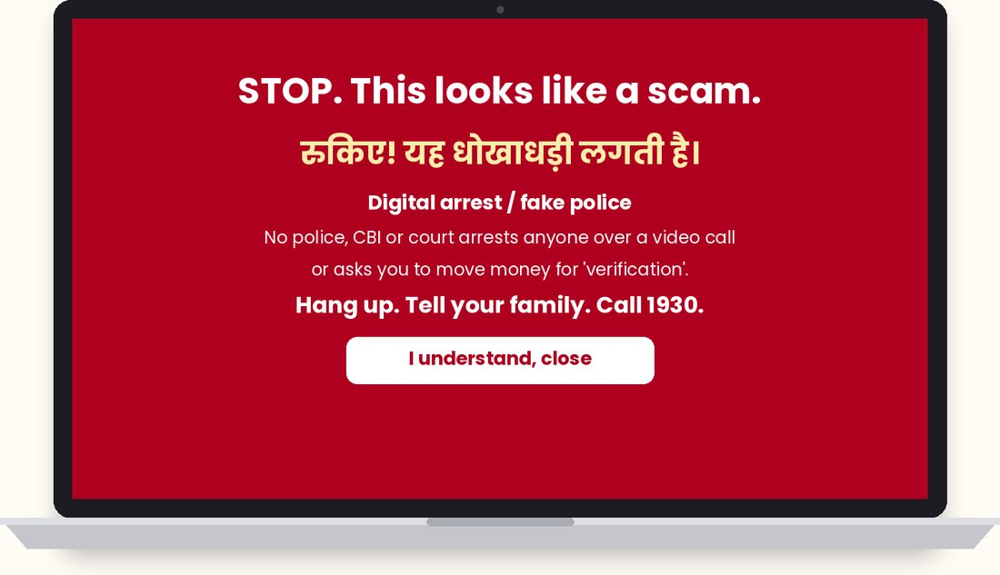 STOP. This looks like a scam.
रुकिए! यह धोखाधड़ी लगती है।
Digital arrest / fake police
No police, CBI or court arrests anyone over a video call
or asks you to move money for 'verification'.
Hang up. Tell your family. Call 1930.
I understand, close